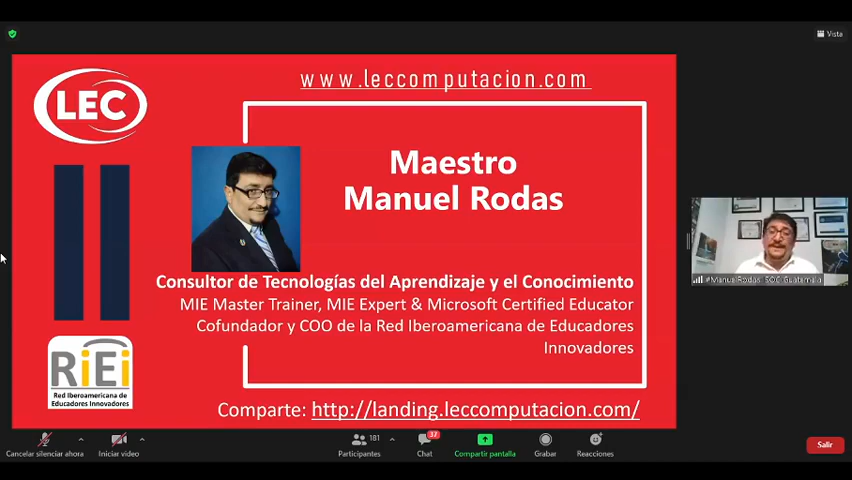 Vista
www.leccomputacion.com
LEC
Maestro
Manuel Rodas
Consultor de Tecnologías del Aprendizaje y el Conocimiento
MIE Master Trainer, MIE Expert & Microsoft Certified Educator
Cofundador y COO de la Red Iberoamericana de Educadores
Innovadores
RiEi
Red Iberoamericana de
Educadores Innovadores
Comparte: http://landing.leccomputacion.com/
Rodas
Guatemala
181
37
Cancelar silenciar ahora
Iniciar video
Participantes
Chat
Compartir pantalla
Grabar
Reacciones
Salir